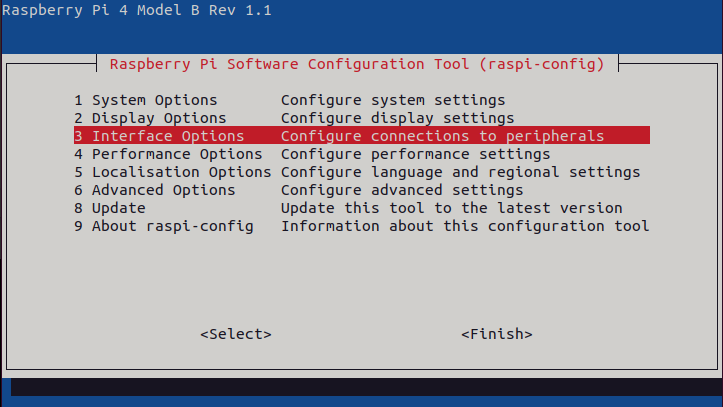 Raspberry Pi 4 Model B Rev 1.1
Raspberry Pi Software Configuration Tool (raspi-config)
1 System Options Configure system settings
2 Display Options Configure display settings
3 Interface Options Configure connections to peripherals
4 Performance Options Configure performance settings
5 Localisation Options Configure language and regional settings
6 Advanced Options Configure advanced settings
8 Update Update this tool to the latest version
9 About raspi-config Information about this configuration tool
<Select> <Finish>